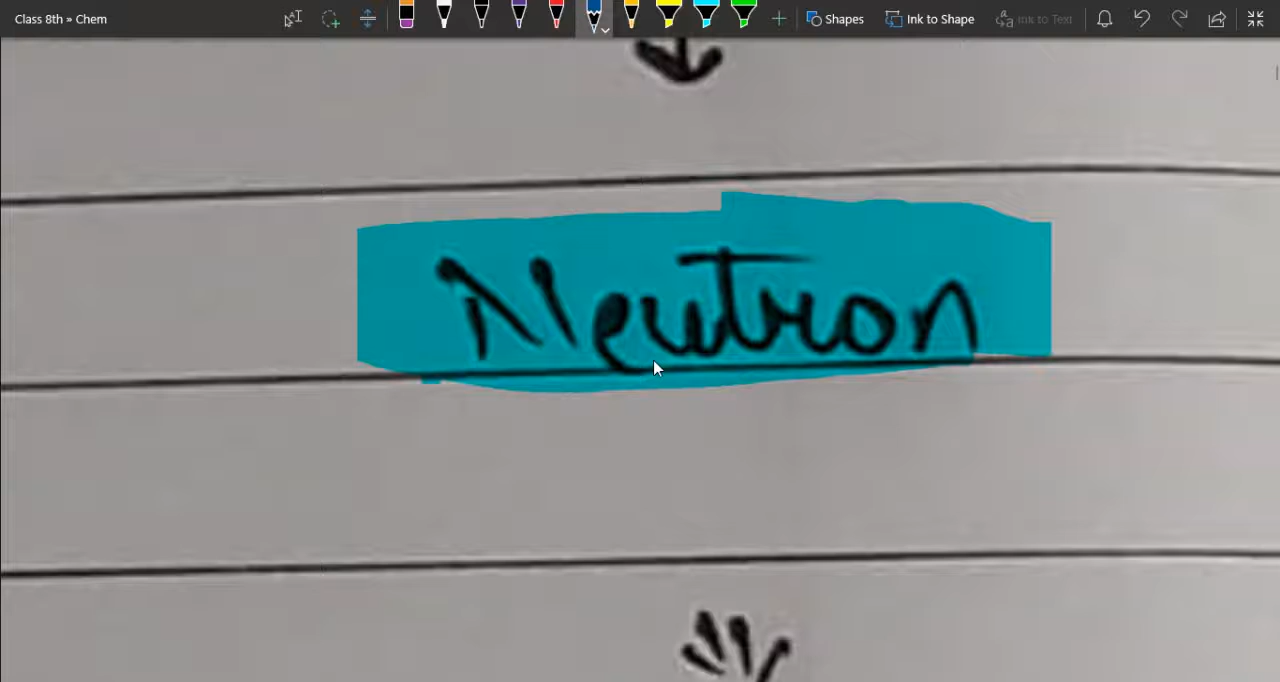 Class 8th » Chem
Shapes
Ink to Shape
Ink to Text
Neutron